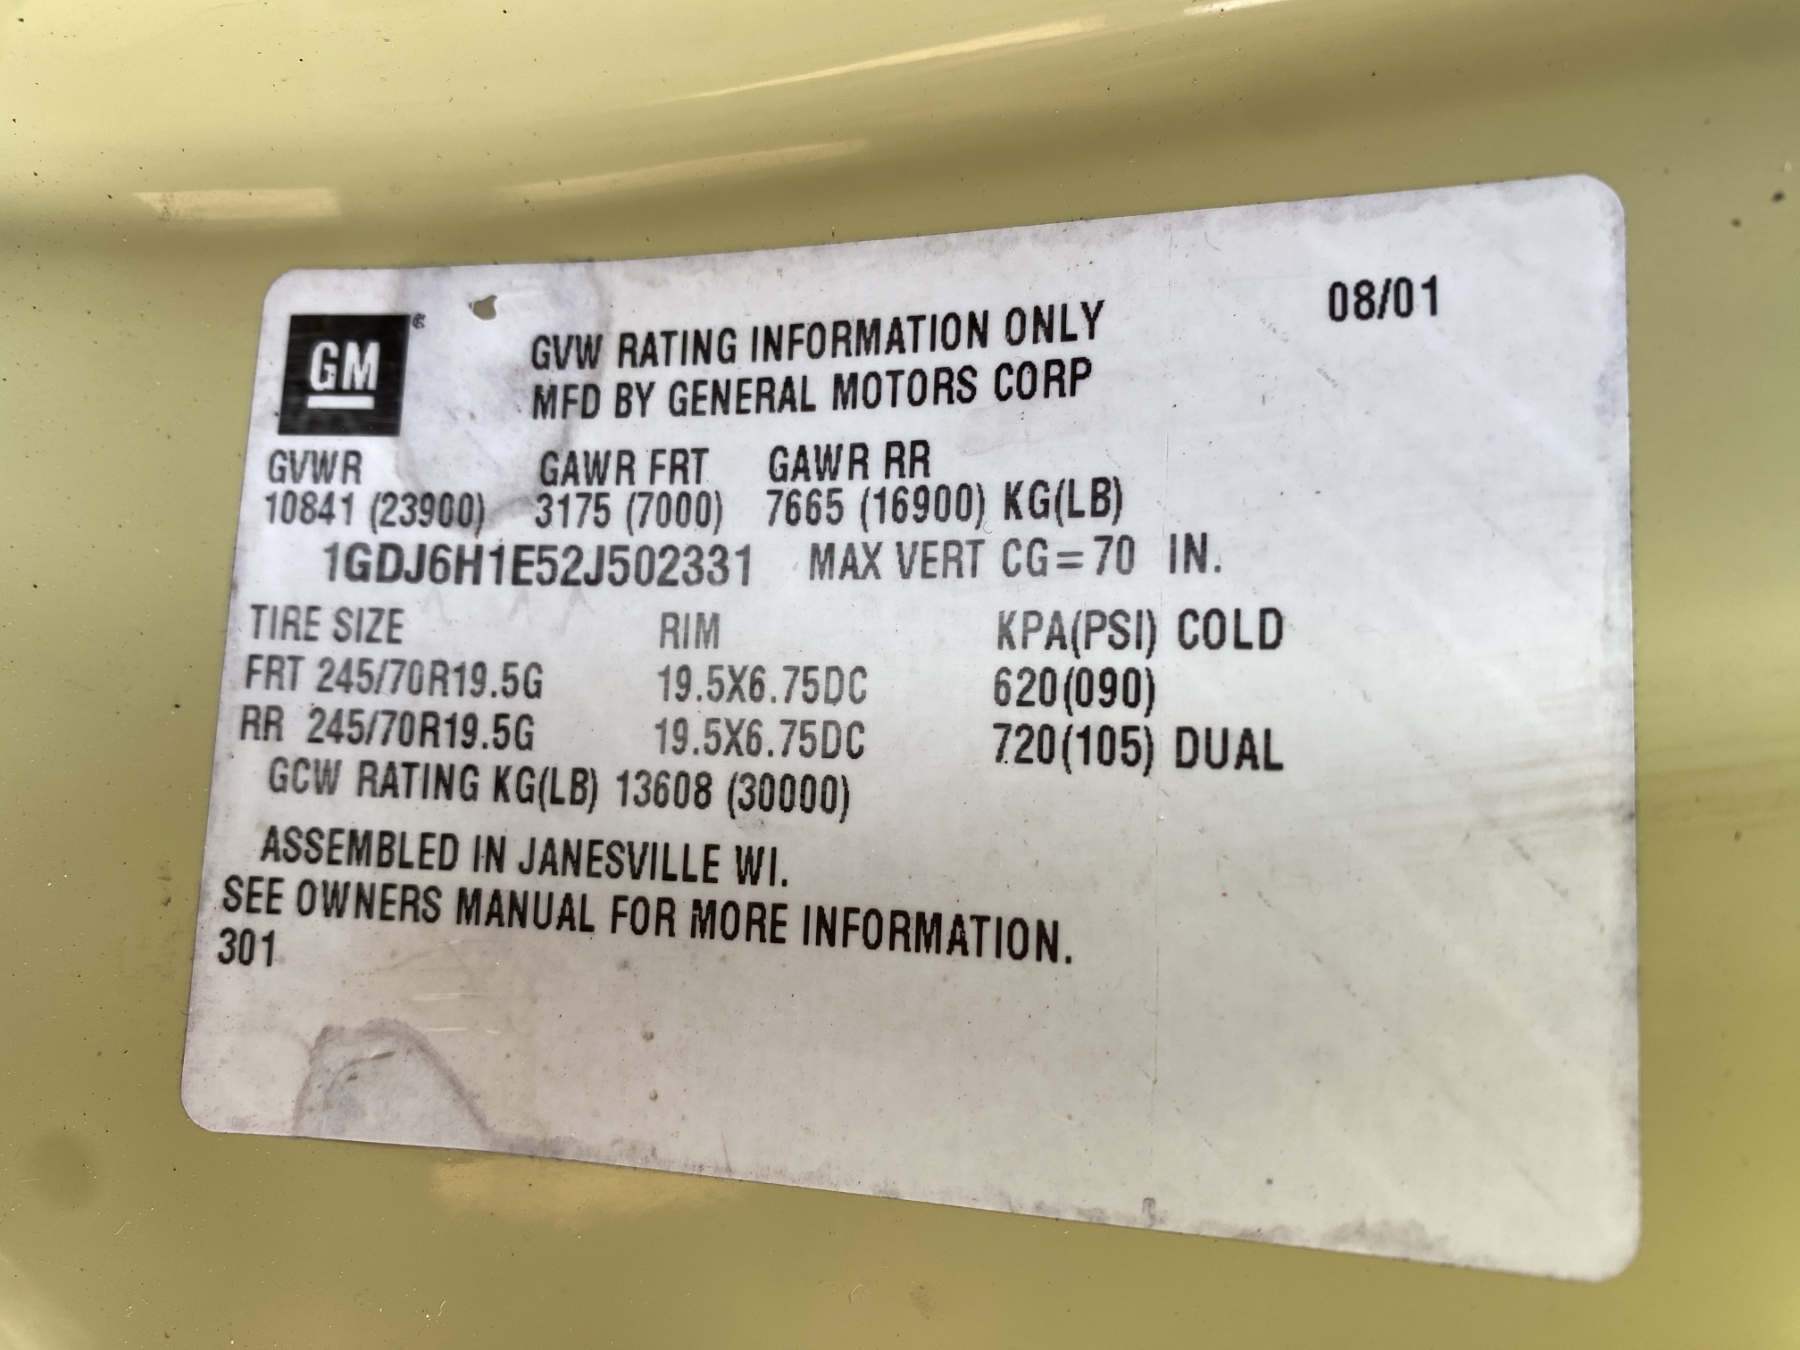 GM
08/01
GVW RATING INFORMATION ONLY
MFD BY GENERAL MOTORS CORP
GVWR GAWR FRT GAWR RR
10841 (23900) 3175 (7000) 7665 (16900) KG(LB)
1GDJ6H1E52J502331 MAX VERT CG=70 IN.
TIRE SIZE RIM KPA(PSI) COLD
FRT 245/70R19.5G 19.5X6.75DC 620(090)
RR 245/70R19.5G 19.5X6.75DC 720(105) DUAL
GCW RATING KG(LB) 13608 (30000)
ASSEMBLED IN JANESVILLE WI.
SEE OWNERS MANUAL FOR MORE INFORMATION.
301